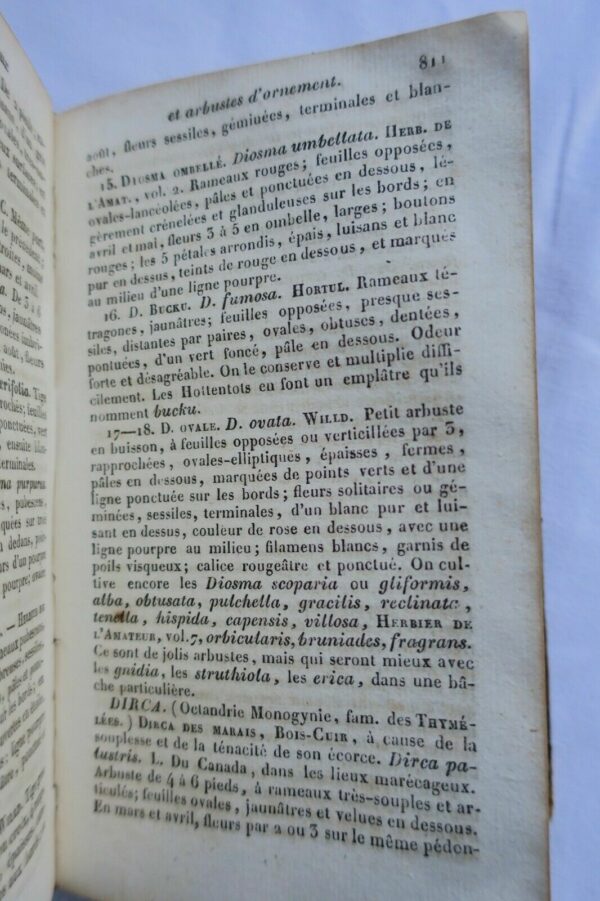 et arbustes d'ornement. 811
août, fleurs sessiles, géminées, terminales et blan-
ches.
15. DIOSMA OMBELLÉ. Diosma umbellata. HERB. DE
L'AMAT., vol. 2. Rameaux rouges; feuilles opposées,
ovales-lancéolées, pâles et ponctuées en dessous, lé-
gèrement crénelées et glanduleuses sur les bords; en
avril et mai, fleurs 3 à 5 en ombelle, larges; boutons
rouges; les 5 pétales arrondis, épais, luisans et blanc
pur en dessus, teints de rouge en dessous, et marqués
au milieu d'une ligne pourpre.
16. D. BUCKU. D. fumosa. HORTUL. Rameaux té-
tragones, jaunâtres; feuilles opposées, presque ses-
siles, distantes par paires, ovales, obtuses, dentées,
pontuées, d'un vert foncé, pâle en dessous. Odeur
forte et désagréable. On le conserve et multiplie diffi-
cilement. Les Hottentots en font un emplâtre qu'ils
nomment bucku.
17—18. D. OVALE. D. ovata. WILLD. Petit arbuste
en buisson, à feuilles opposées ou verticillées par 3,
rapprochées, ovales-elliptiques, épaisses, fermes,
pâles en dessous, marquées de points verts et d'une
ligne ponctuée sur les bords; fleurs solitaires ou gé-
minées, sessiles, terminales, d'un blanc pur et lui-
sant en dessus, couleur de rose en dessous, avec une
ligne pourpre au milieu; filamens blancs, garnis de
poils visqueux; calice rougeâtre et ponctué. On cul-
tive encore les Diosma scoparia ou gliformis,
alba, obtusata, pulchella, gracilis, reclinata,
tenella, hispida, capensis, villosa, HERBIER DE
L'AMATEUR, vol. 7, orbicularis, bruniades, fragrans.
Ce sont de jolis arbustes, mais qui seront mieux avec
les gnidia, les struthiola, les erica, dans une bâ-
che particulière.
DIRCA. (Octandrie Monogynie, fam. des THYMÉ-
LÉES.) DIRCA DES MARAIS, BOIS-CUIR, à cause de la
souplesse et de la ténacité de son écorce. Dirca pa-
lustris. L. Du Canada, dans les lieux marécageux.
Arbuste de 4 à 6 pieds, à rameaux très-souples et ar-
ticulés; feuilles ovales, jaunâtres et velues en dessous.
En mars et avril, fleurs par 2 ou 3 sur le même pédon-